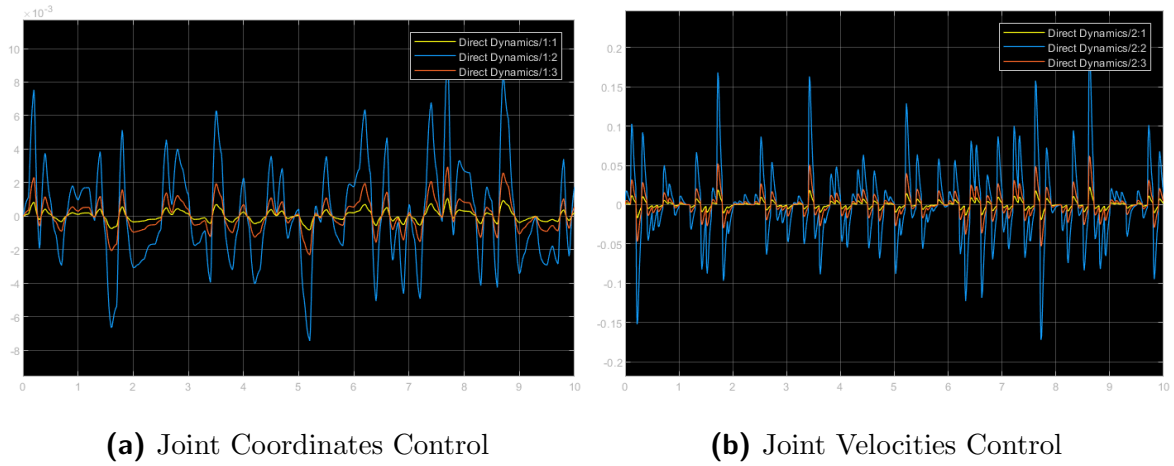 ×10⁻³
Direct Dynamics/1:1
Direct Dynamics/1:2
Direct Dynamics/1:3
10
8
6
4
2
0
-2
-4
-6
-8
0 1 2 3 4 5 6 7 8 9 10
Direct Dynamics/2:1
Direct Dynamics/2:2
Direct Dynamics/2:3
0.2
0.15
0.1
0.05
0
-0.05
-0.1
-0.15
-0.2
0 1 2 3 4 5 6 7 8 9 10
(a) Joint Coordinates Control
(b) Joint Velocities Control